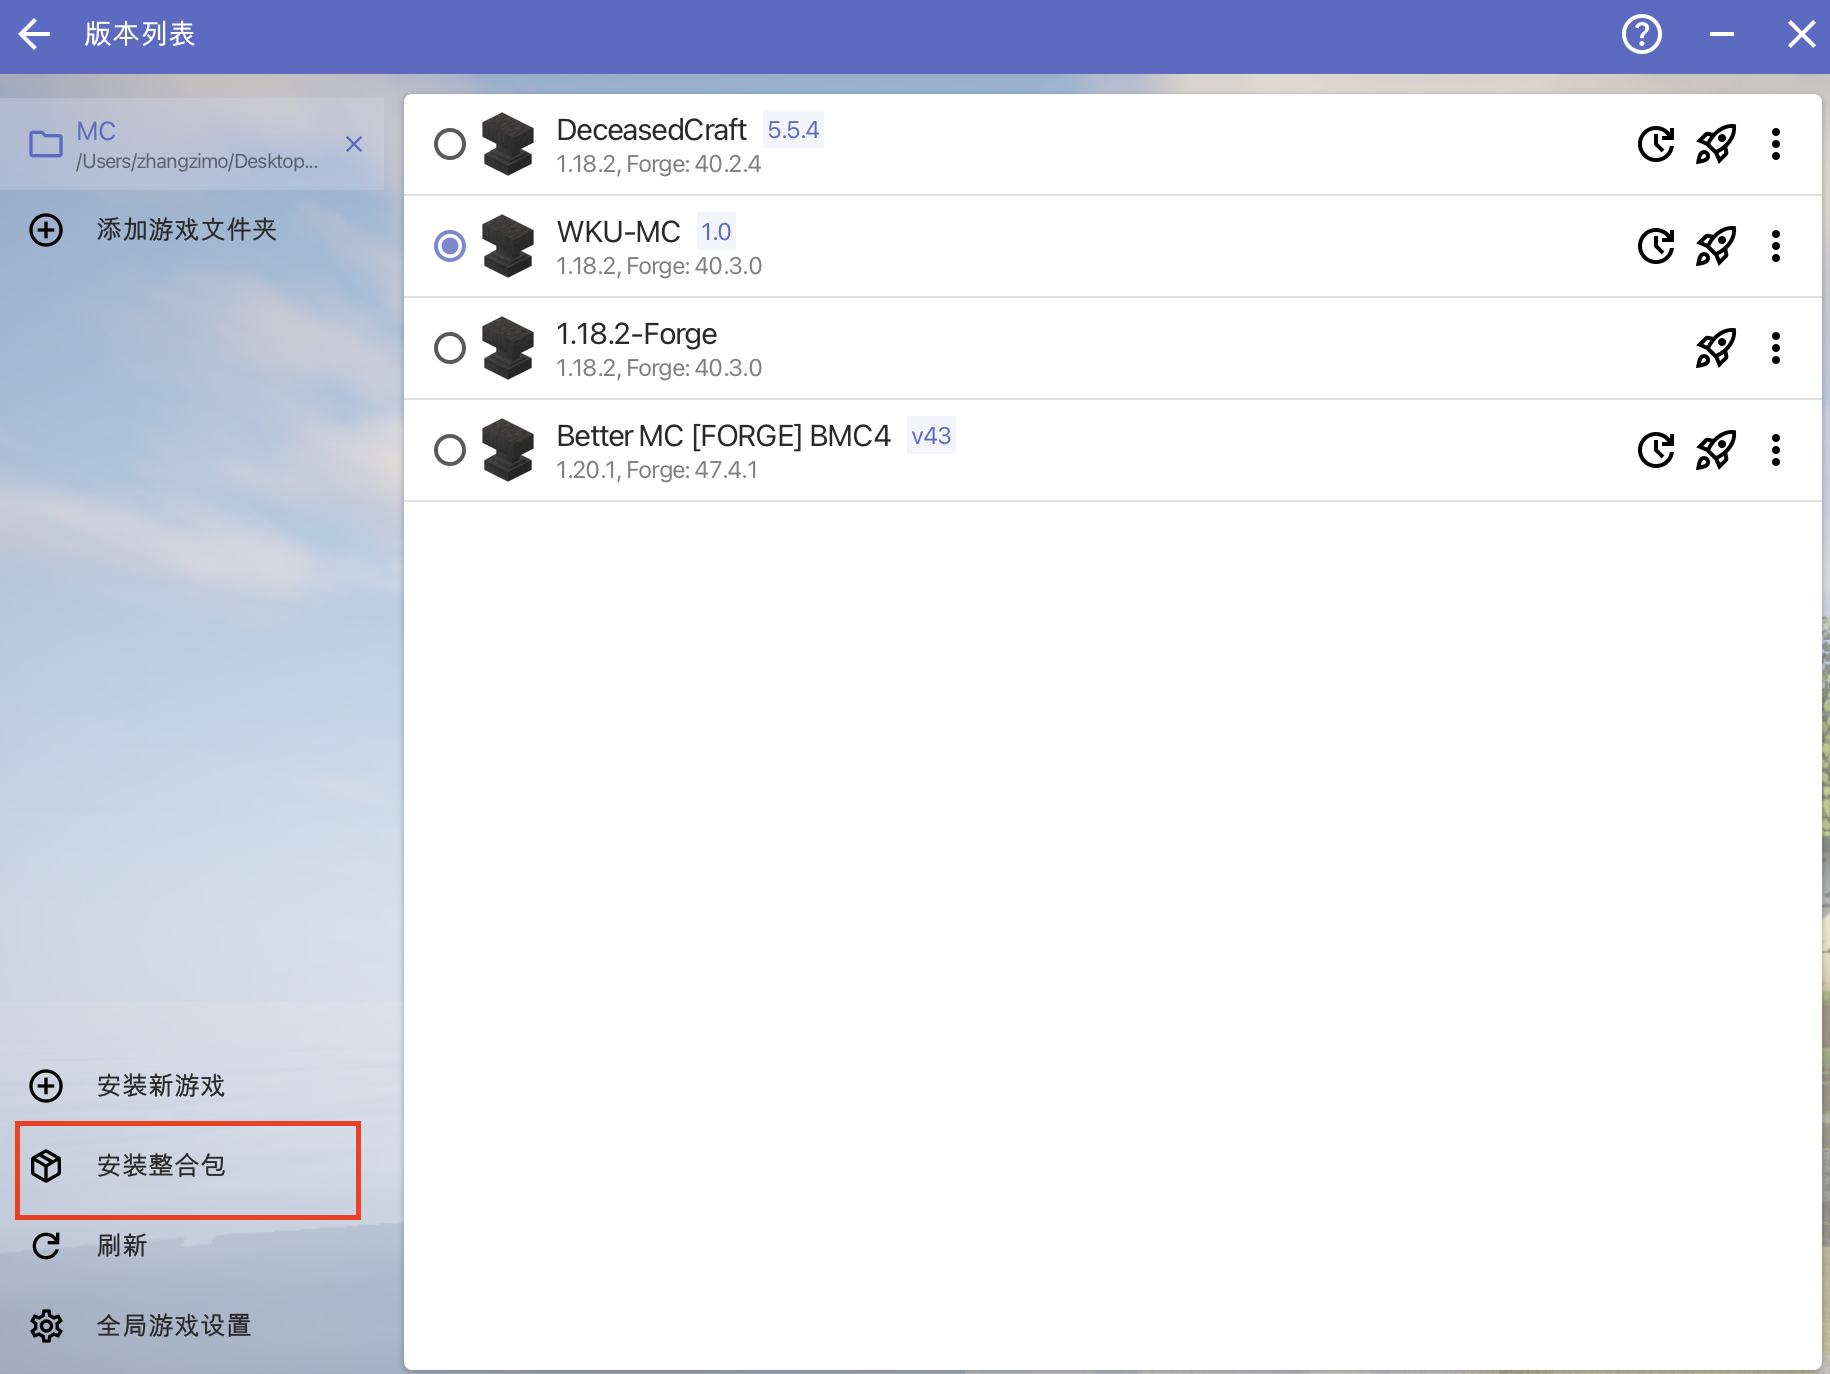 版本列表
MC
/Users/zhangzimo/Desktop...
添加游戏文件夹
DeceasedCraft 5.5.4
1.18.2, Forge: 40.2.4
WKU-MC 1.0
1.18.2, Forge: 40.3.0
1.18.2-Forge
1.18.2, Forge: 40.3.0
Better MC [FORGE] BMC4 v43
1.20.1, Forge: 47.4.1
安装新游戏
安装整合包
刷新
全局游戏设置